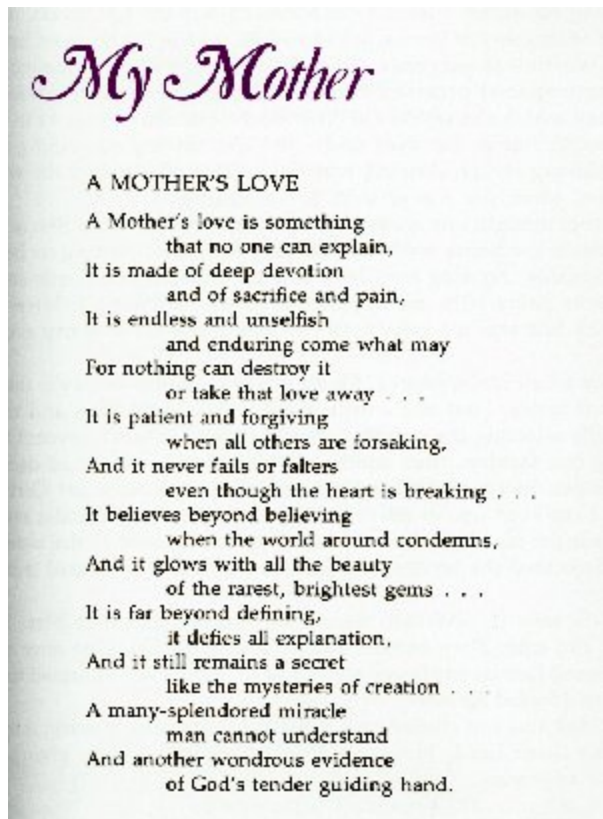 My Mother
A MOTHER'S LOVE
A Mother's love is something
that no one can explain,
It is made of deep devotion
and of sacrifice and pain,
It is endless and unselfish
and enduring come what may
For nothing can destroy it
or take that love away . . .
It is patient and forgiving
when all others are forsaking,
And it never fails or falters
even though the heart is breaking . . .
It believes beyond believing
when the world around condemns,
And it glows with all the beauty
of the rarest, brightest gems . . .
It is far beyond defining,
it defies all explanation,
And it still remains a secret
like the mysteries of creation . . .
A many-splendored miracle
man cannot understand
And another wondrous evidence
of God's tender guiding hand.